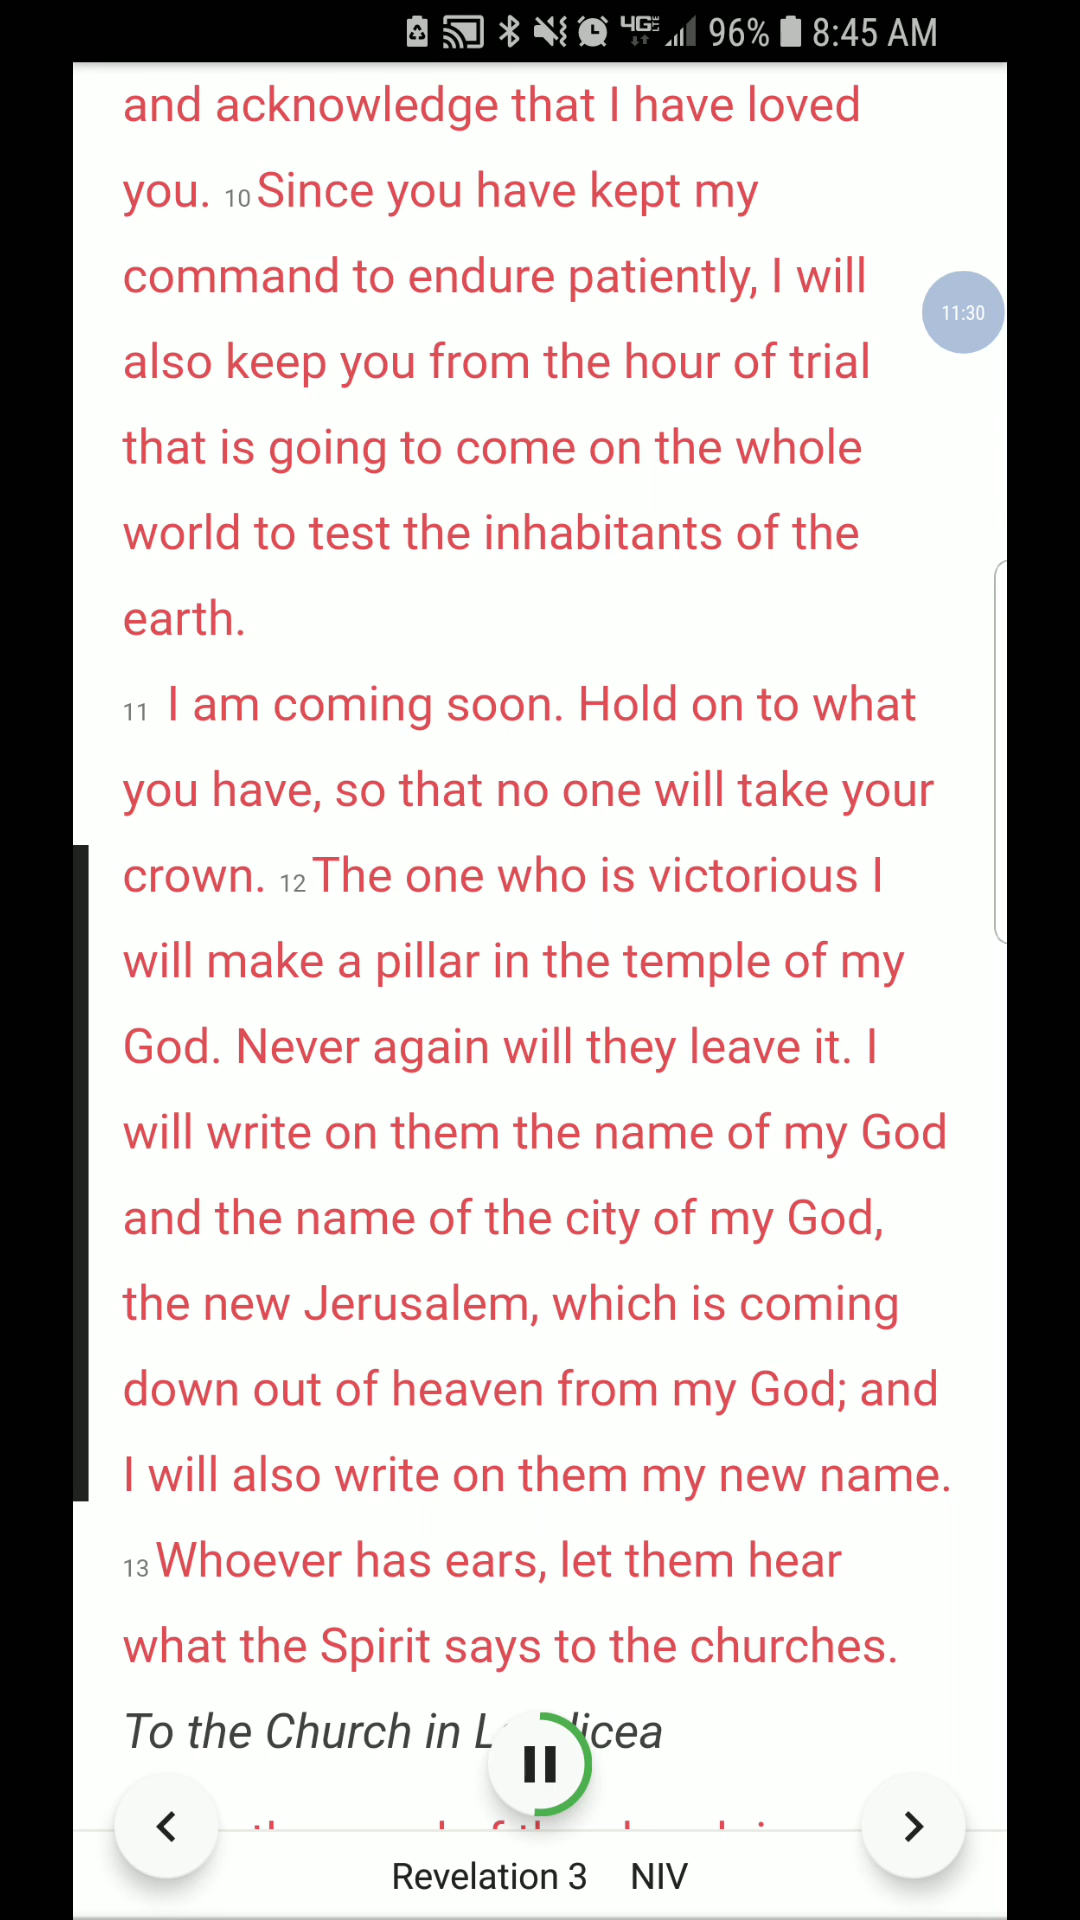 4G LTE 96% 8:45 AM
and acknowledge that I have loved
you. 10 Since you have kept my
command to endure patiently, I will
11:30
also keep you from the hour of trial
that is going to come on the whole
world to test the inhabitants of the
earth.
11 I am coming soon. Hold on to what
you have, so that no one will take your
crown. 12 The one who is victorious I
will make a pillar in the temple of my
God. Never again will they leave it. I
will write on them the name of my God
and the name of the city of my God,
the new Jerusalem, which is coming
down out of heaven from my God; and
I will also write on them my new name.
13 Whoever has ears, let them hear
what the Spirit says to the churches.
To the Church in L icea
Revelation 3 NIV